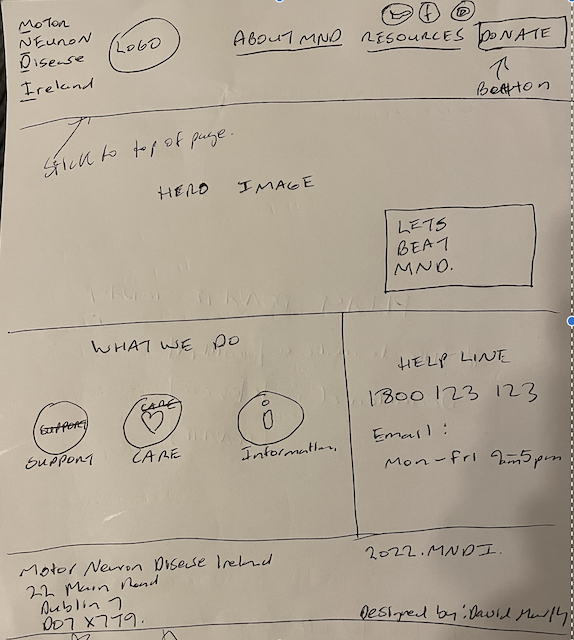 Motor
NEURON
Disease
Ireland
LOGO
ABOUT MND
RESOURCES
DONATE
Button
Stick to top of page.
HERO IMAGE
LETS
BEAT
MND.
WHAT WE DO
SUPPORT
SUPPORT
CARE
CARE
i
Information
HELP LINE
1800 123 123
Email:
Mon-Fri 9am-5pm
Motor Neuron Disease Ireland
22 Main Road
Dublin 7
D07 X7T9.
2022.MNDI.
Designed by: David